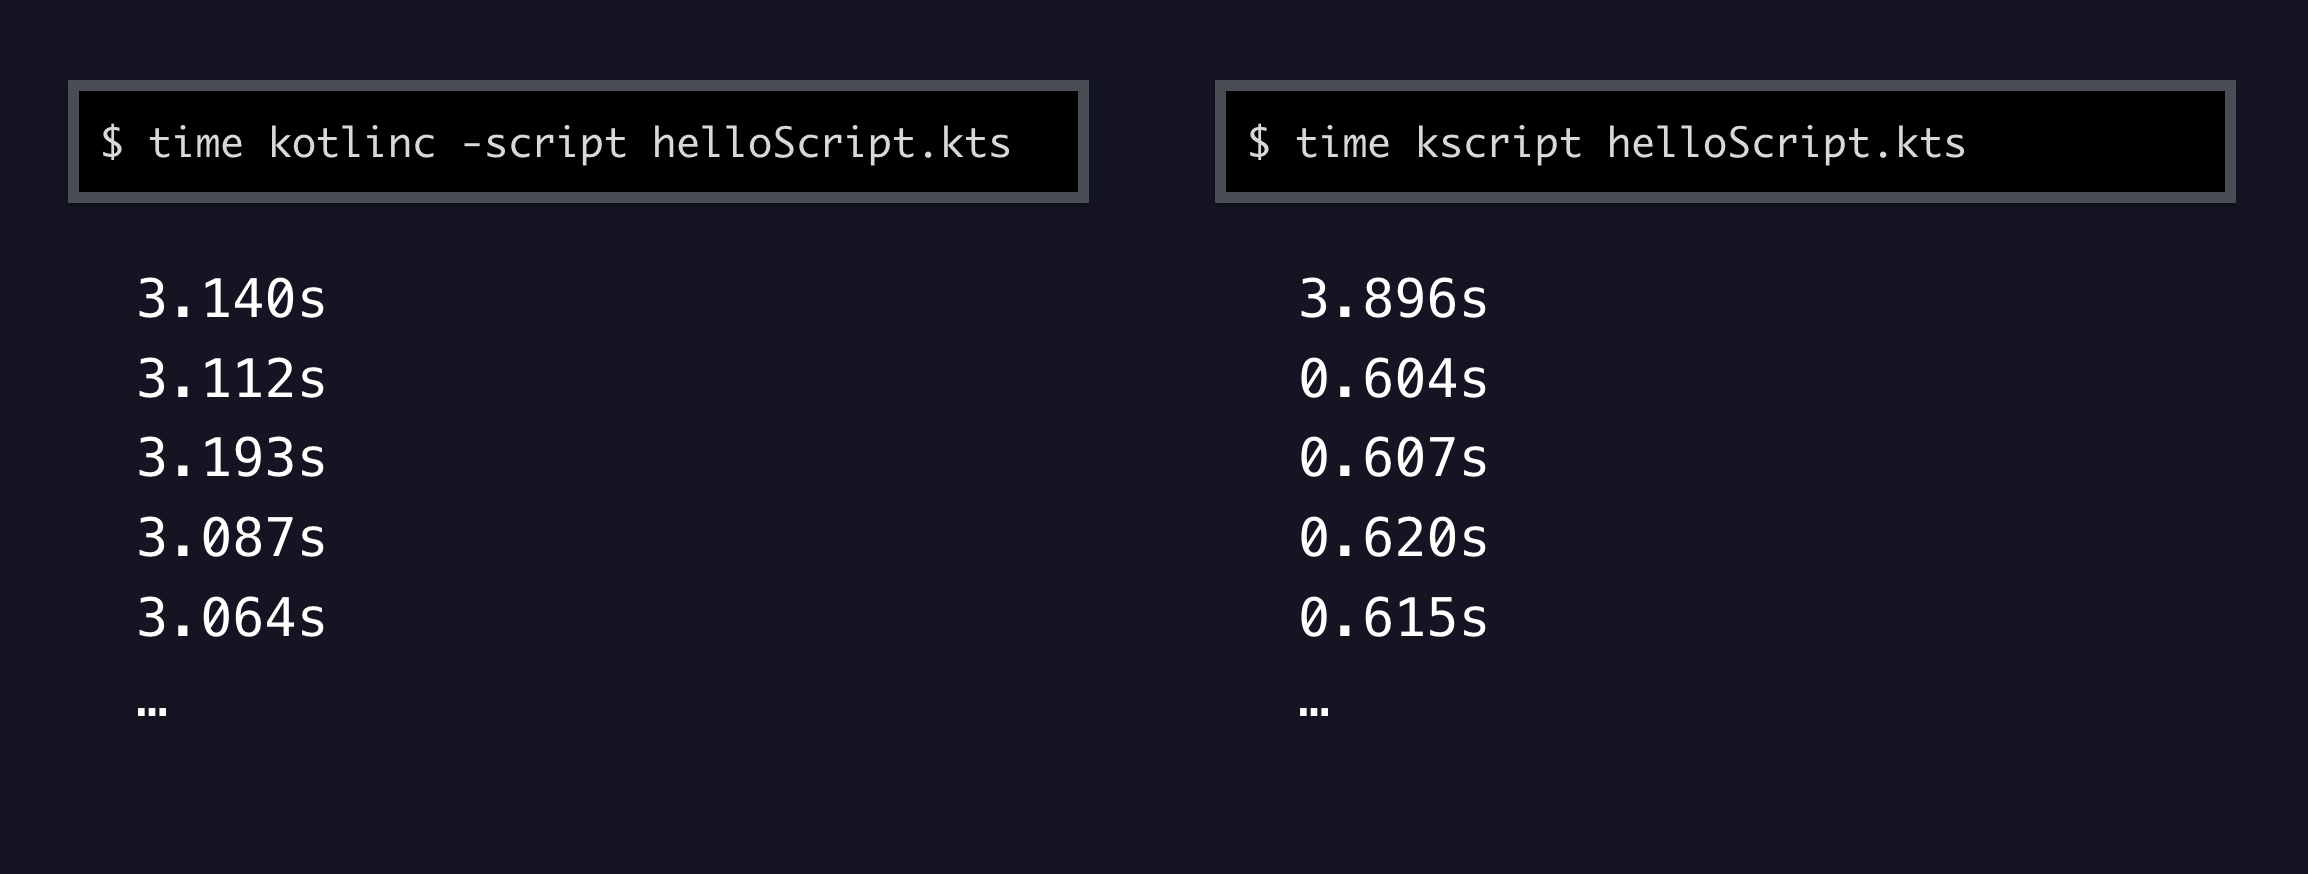 $ time kotlinc -script helloScript.kts
3.140s
3.112s
3.193s
3.087s
3.064s
…
$ time kscript helloScript.kts
3.896s
0.604s
0.607s
0.620s
0.615s
…